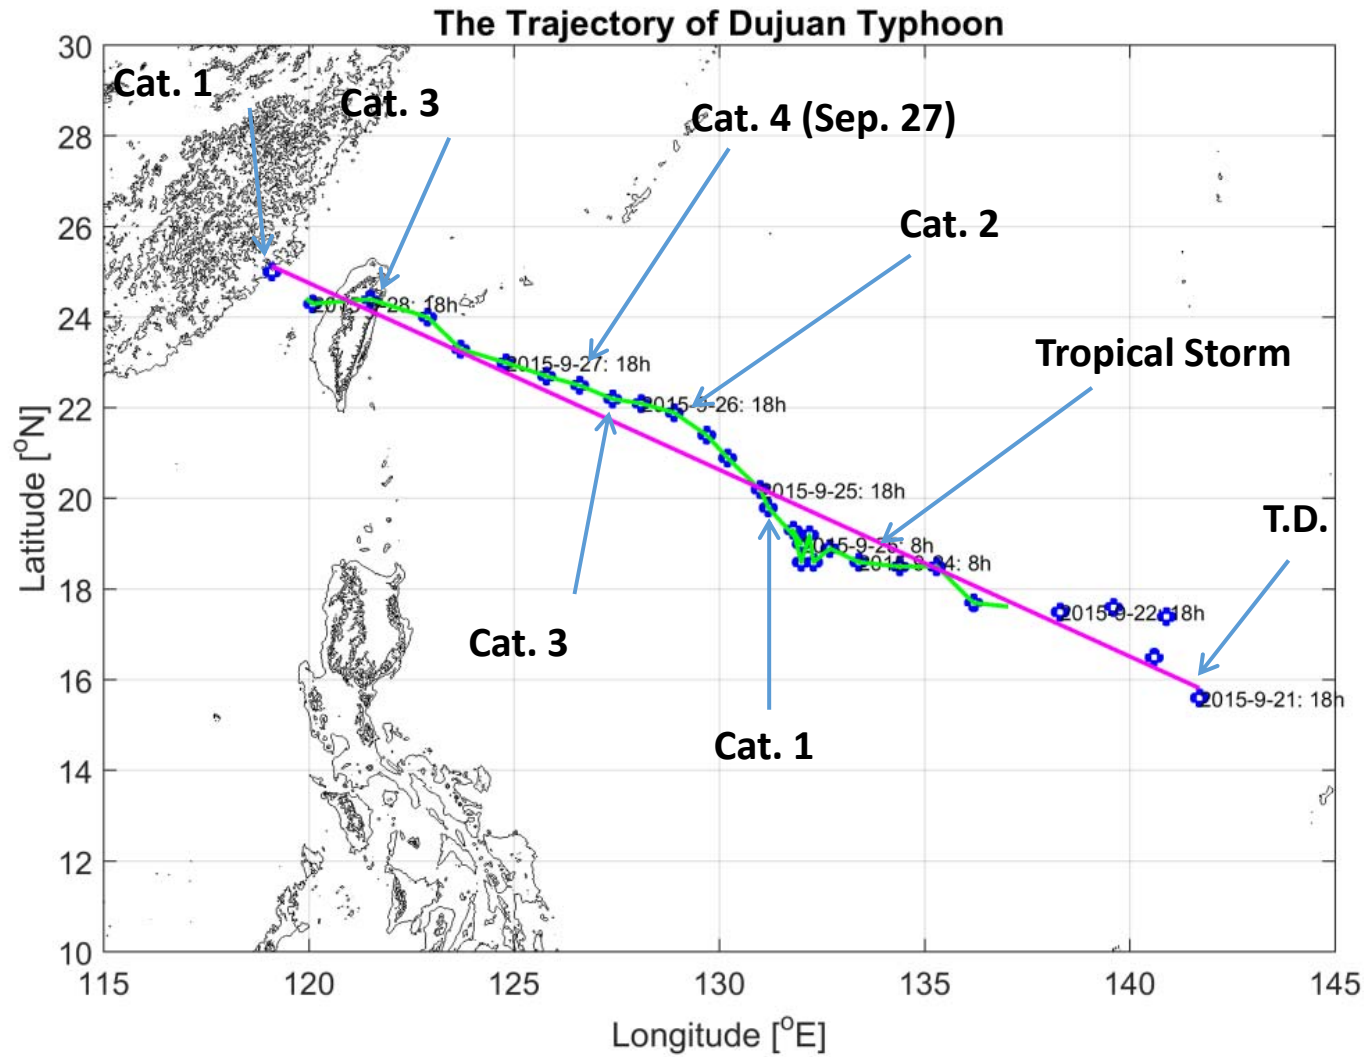 The Trajectory of Dujuan Typhoon
30
28
26
24
22
20
18
16
14
12
10
Latitude [°N]
Cat. 1
Cat. 3
Cat. 4 (Sep. 27)
Cat. 2
Tropical Storm
T.D.
Cat. 3
Cat. 1
18h
2015-9-27: 18h
26: 18h
2015-9-25: 18h
8h
8h
2015-9-22: 18h
2015-9-21: 18h
115
120
125
130
135
140
145
Longitude [°E]